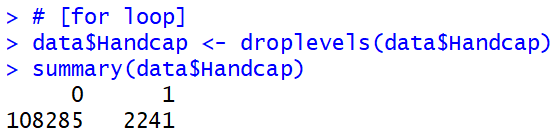 > # [for loop]
> data$Handcap <- droplevels(data$Handcap)
> summary(data$Handcap)
     0      1
108285   2241